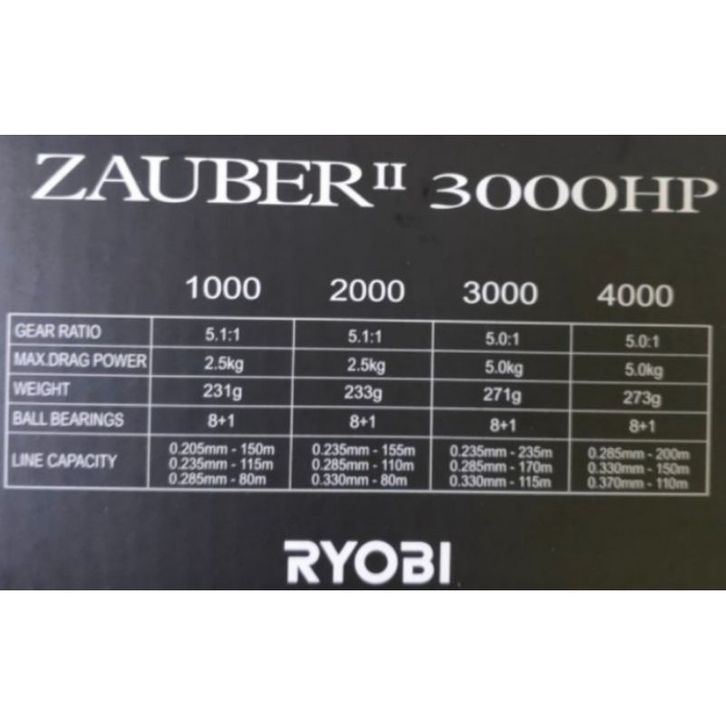 ZAUBER II 3000HP
1000 2000 3000 4000
GEAR RATIO 5.1:1 5.1:1 5.0:1 5.0:1
MAX.DRAG POWER 2.5kg 2.5kg 5.0kg 5.0kg
WEIGHT 231g 233g 271g 273g
BALL BEARINGS 8+1 8+1 8+1 8+1
LINE CAPACITY 0.205mm - 150m 0.235mm - 155m 0.235mm - 235m 0.285mm - 200m
0.235mm - 115m 0.285mm - 110m 0.285mm - 170m 0.330mm - 150m
0.285mm - 80m 0.330mm - 80m 0.330mm - 115m 0.370mm - 110m
RYOBI